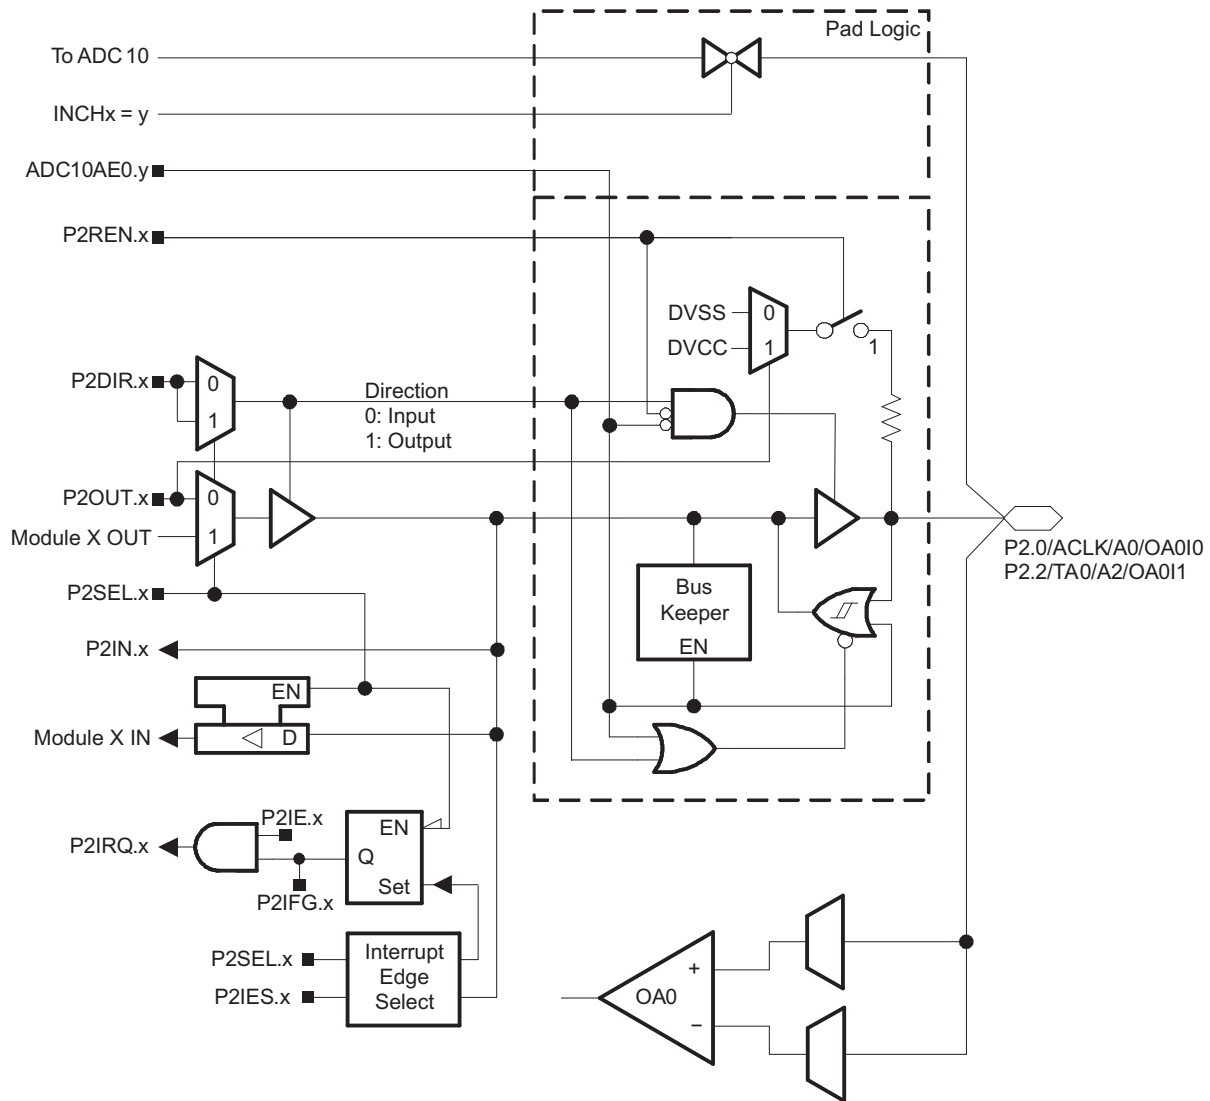 Pad Logic
To ADC 10
INCHx = y
ADC10AE0.y
P2REN.x
DVSS
0
DVCC
1
1
P2DIR.x
0
1
Direction
0: Input
1: Output
P2OUT.x
0
Module X OUT
1
P2SEL.x
P2.0/ACLK/A0/OA0I0
P2.2/TA0/A2/OA0I1
Bus
Keeper
EN
P2IN.x
EN
Module X IN
D
P2IE.x
EN
P2IRQ.x
Q
Set
P2IFG.x
P2SEL.x
P2IES.x
Interrupt
Edge
Select
+
OA0
−